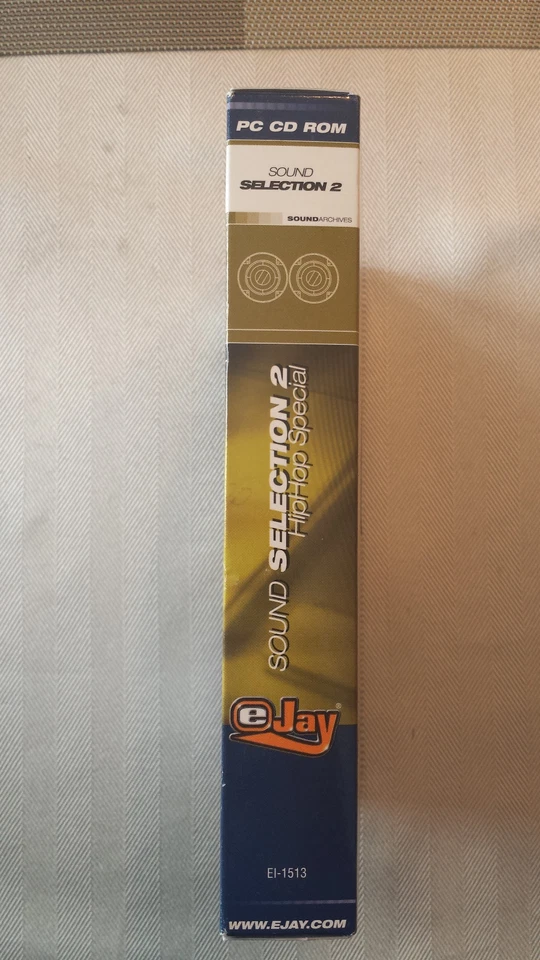 PC CD ROM
SOUND
SELECTION 2
SOUNDARCHIVES
SOUND SELECTION 2
HipHop Special
eJay®
EI-1513
WWW.EJAY.COM